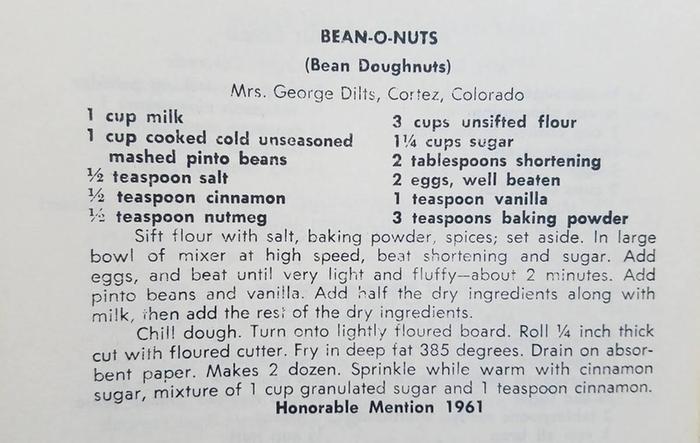 BEAN-O-NUTS
(Bean Doughnuts)
Mrs. George Dilts, Cortez, Colorado
1 cup milk
1 cup cooked cold unseasoned
mashed pinto beans
½ teaspoon salt
½ teaspoon cinnamon
½ teaspoon nutmeg
3 cups unsifted flour
1¼ cups sugar
2 tablespoons shortening
2 eggs, well beaten
1 teaspoon vanilla
3 teaspoons baking powder
Sift flour with salt, baking powder, spices; set aside. In large
bowl of mixer at high speed, beat shortening and sugar. Add
eggs, and beat until very light and fluffy—about 2 minutes. Add
pinto beans and vanilla. Add half the dry ingredients along with
milk, then add the rest of the dry ingredients.
Chill dough. Turn onto lightly floured board. Roll ¼ inch thick
cut with floured cutter. Fry in deep fat 385 degrees. Drain on absor-
bent paper. Makes 2 dozen. Sprinkle while warm with cinnamon
sugar, mixture of 1 cup granulated sugar and 1 teaspoon cinnamon.
Honorable Mention 1961